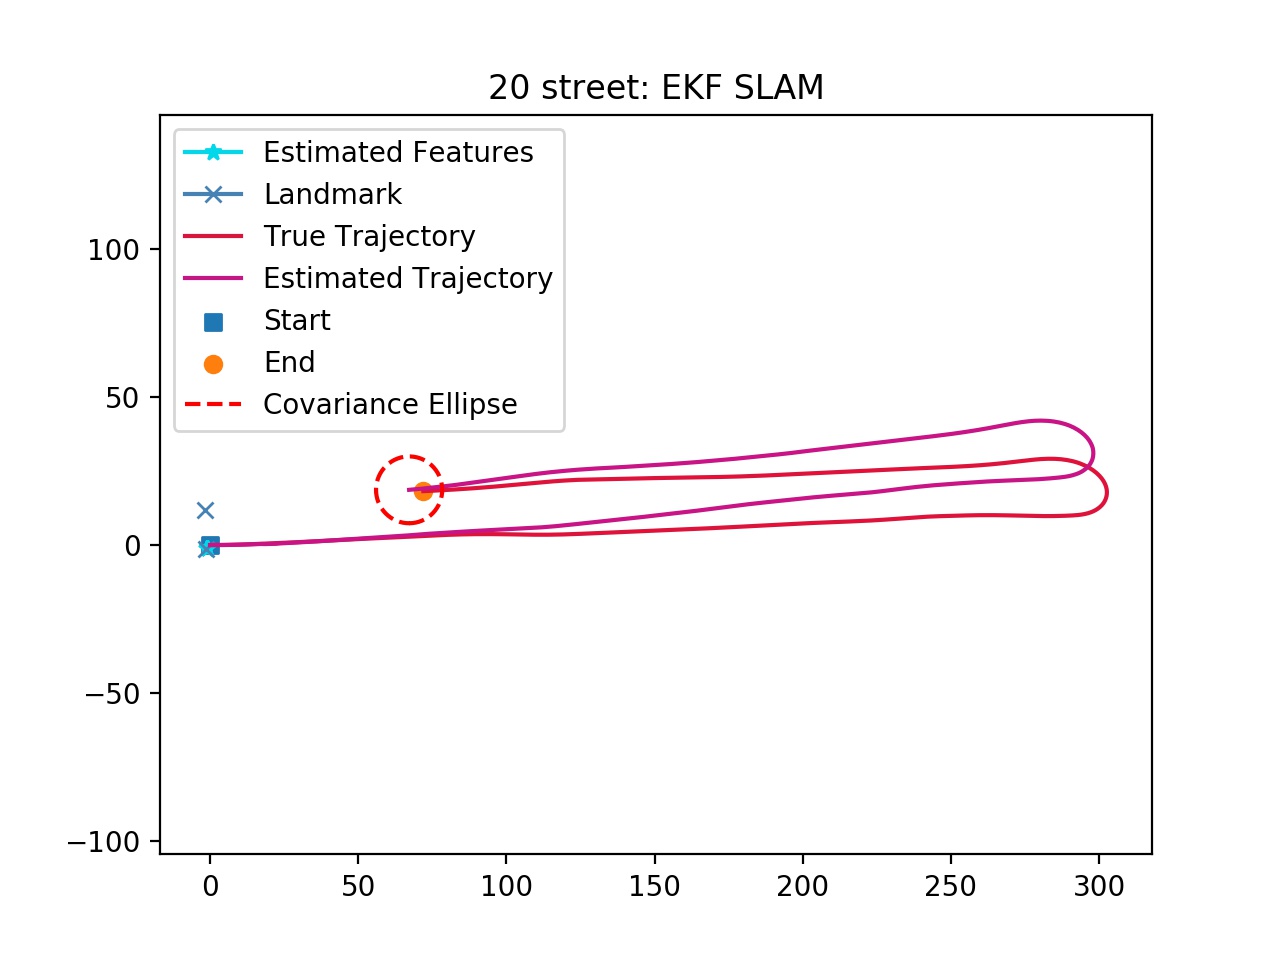 20 street: EKF SLAM
Estimated Features
Landmark
True Trajectory
Estimated Trajectory
Start
End
Covariance Ellipse
100
50
0
−50
−100
0 50 100 150 200 250 300